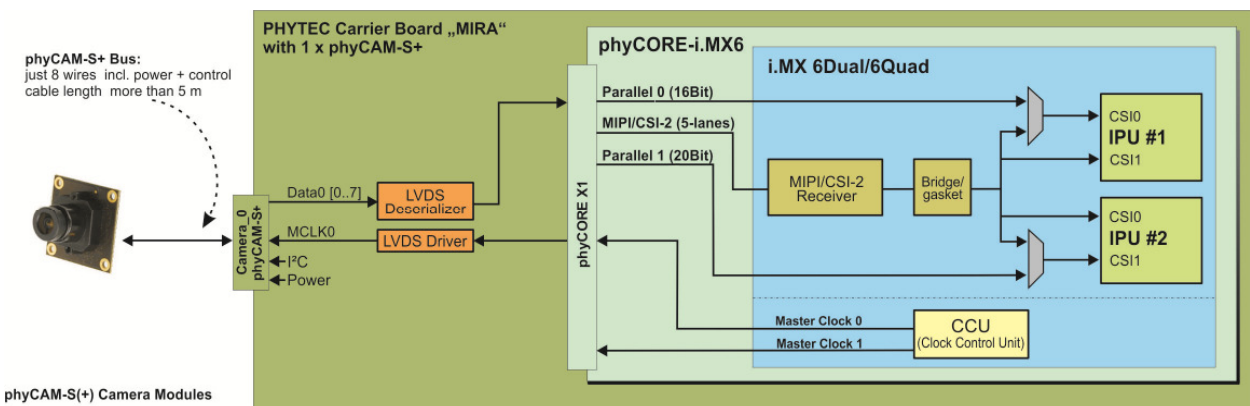 PHYTEC Carrier Board „MIRA“
with 1 x phyCAM-S+
phyCAM-S+ Bus:
just 8 wires incl. power + control
cable length more than 5 m
phyCORE-i.MX6
i.MX 6Dual/6Quad
Parallel 0 (16Bit)
MIPI/CSI-2 (5-lanes)
Parallel 1 (20Bit)
CSI0
IPU #1
CSI1
MIPI/CSI-2
Receiver
Bridge/
gasket
CSI0
IPU #2
CSI1
Data0 [0..7]
LVDS
Deserializer
MCLK0
LVDS Driver
I²C
Power
Camera_0
phyCAM-S+
phyCORE X1
Master Clock 0
Master Clock 1
CCU
(Clock Control Unit)
phyCAM-S(+) Camera Modules